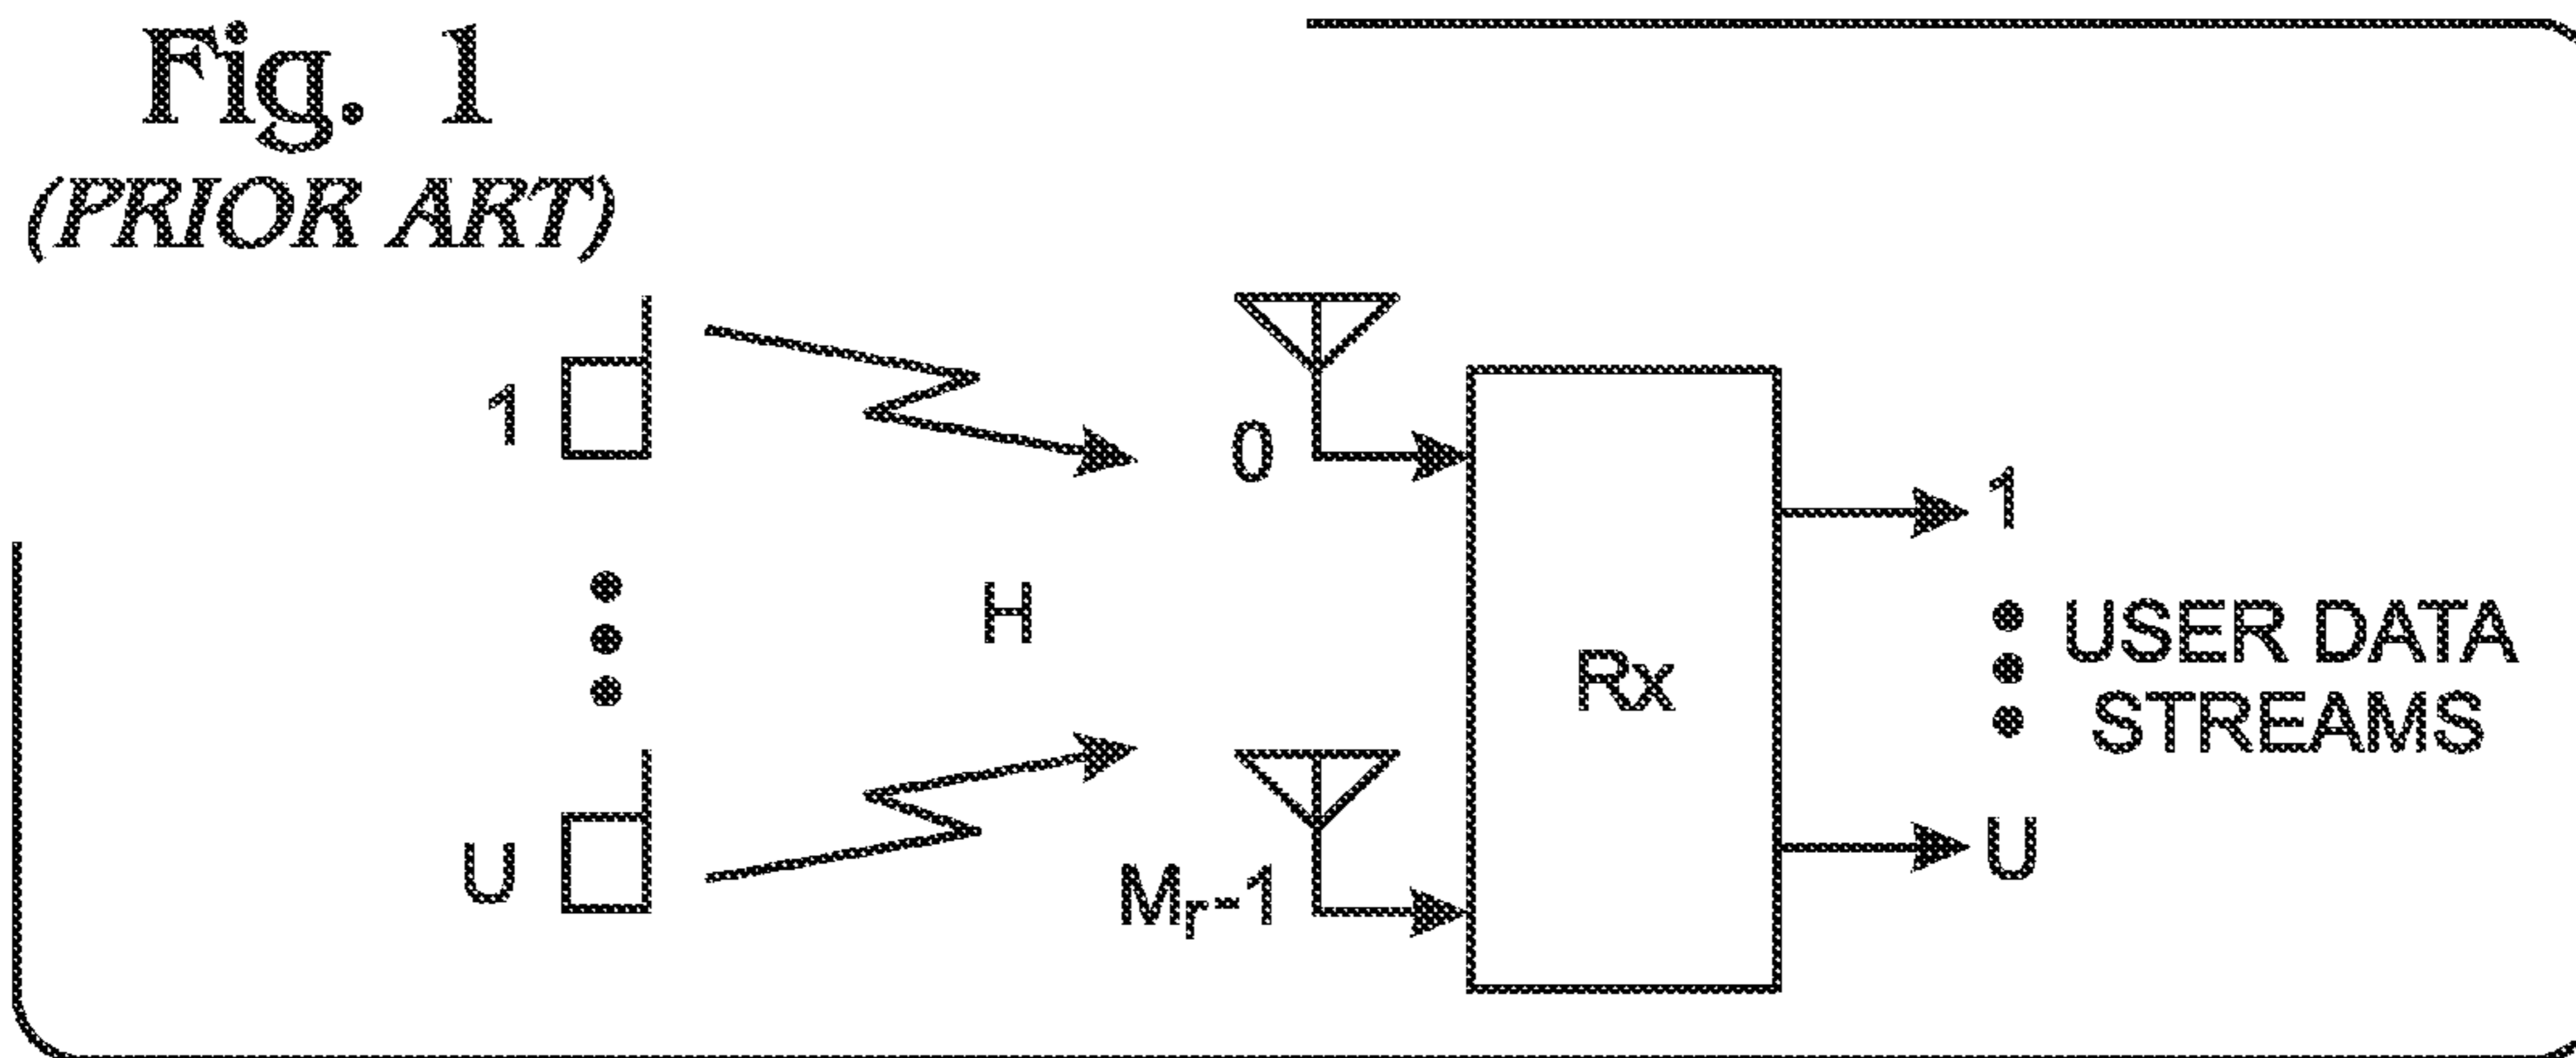 Fig. 1
(PRIOR ART)
1
0
1
H
USER DATA
STREAMS
Rx
U
Mr-1
U